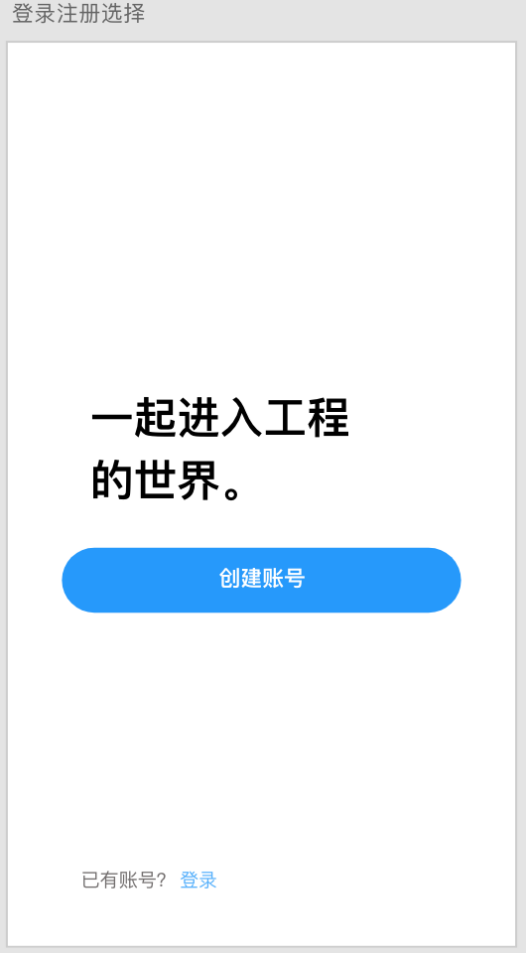 登录注册选择
一起进入工程
的世界。
创建账号
已有账号? 登录